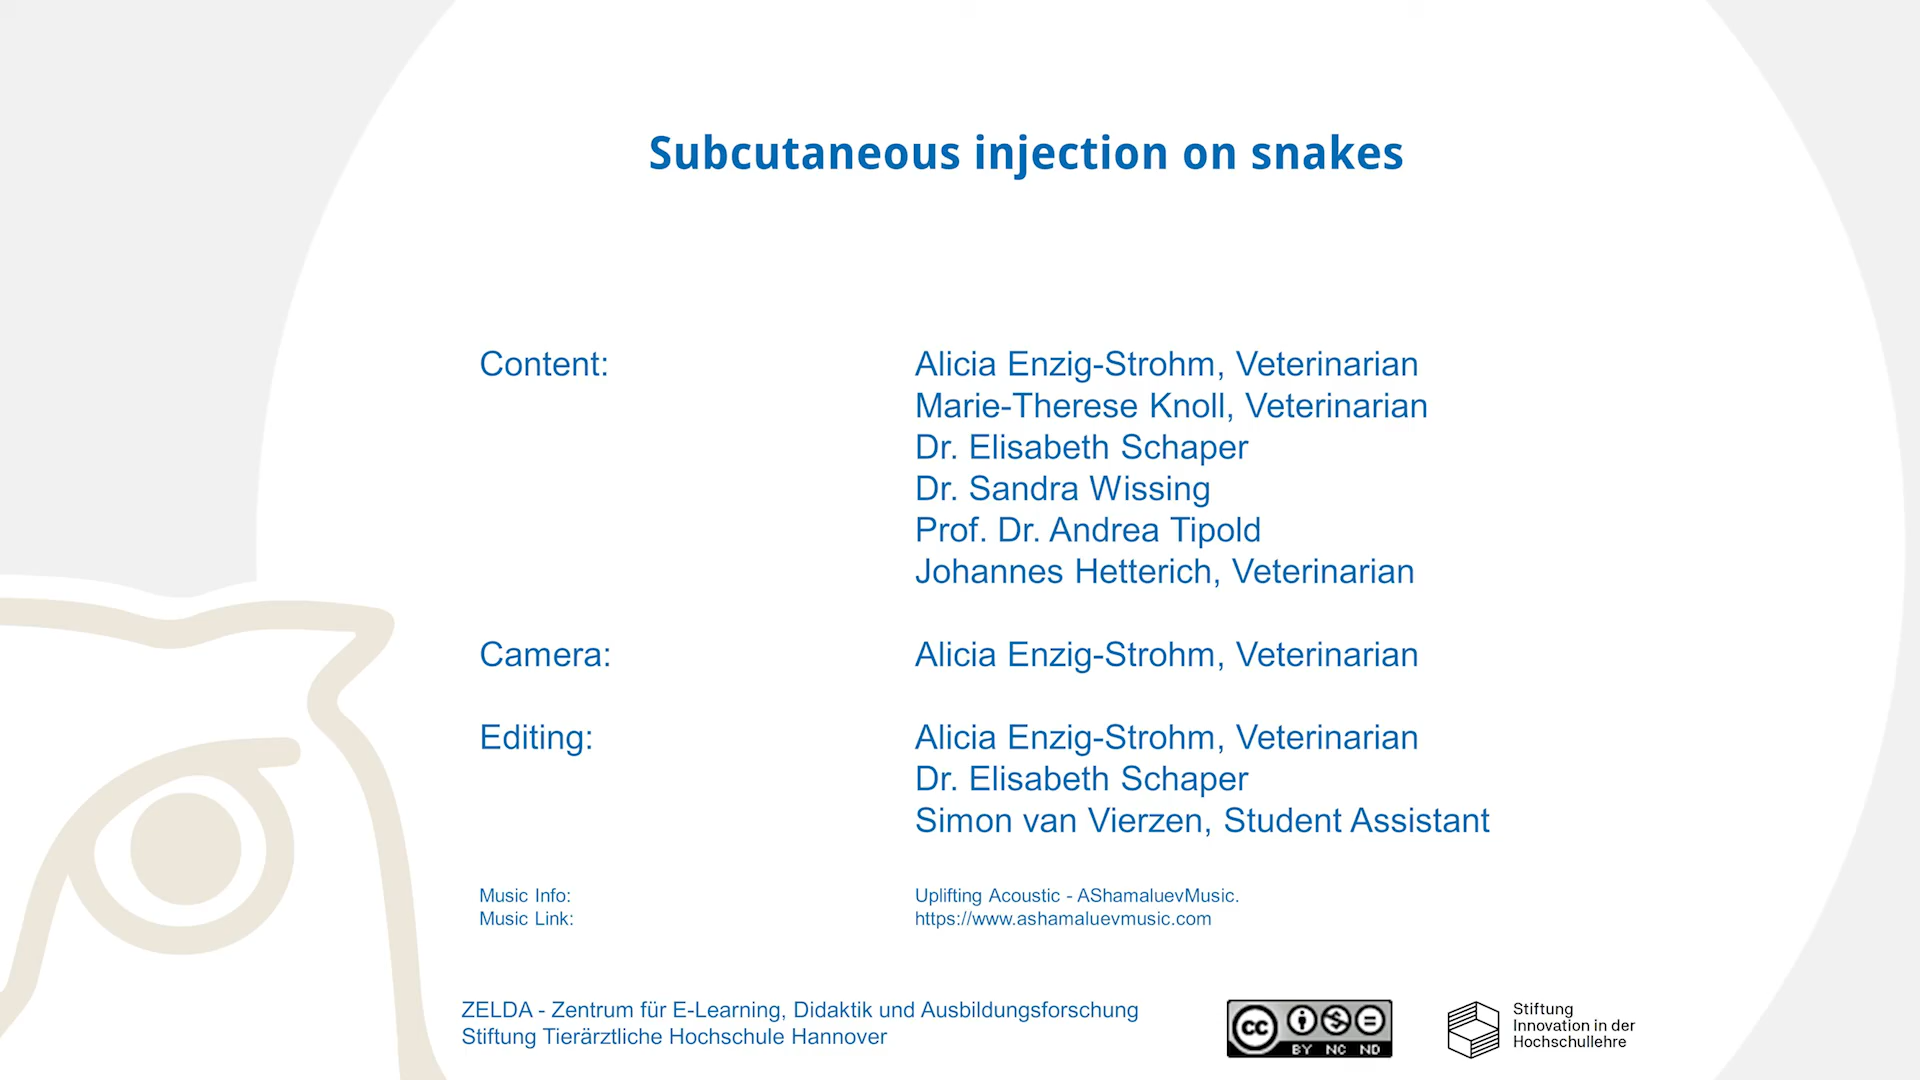 Subcutaneous injection on snakes
Content: Alicia Enzig-Strohm, Veterinarian
Marie-Therese Knoll, Veterinarian
Dr. Elisabeth Schaper
Dr. Sandra Wissing
Prof. Dr. Andrea Tipold
Johannes Hetterich, Veterinarian
Camera: Alicia Enzig-Strohm, Veterinarian
Editing: Alicia Enzig-Strohm, Veterinarian
Dr. Elisabeth Schaper
Simon van Vierzen, Student Assistant
Music Info: Uplifting Acoustic - AShamaluevMusic.
Music Link: https://www.ashamaluevmusic.com
ZELDA - Zentrum für E-Learning, Didaktik und Ausbildungsforschung
Stiftung Tierärztliche Hochschule Hannover
cc
BY NC ND
Stiftung
Innovation in der
Hochschullehre